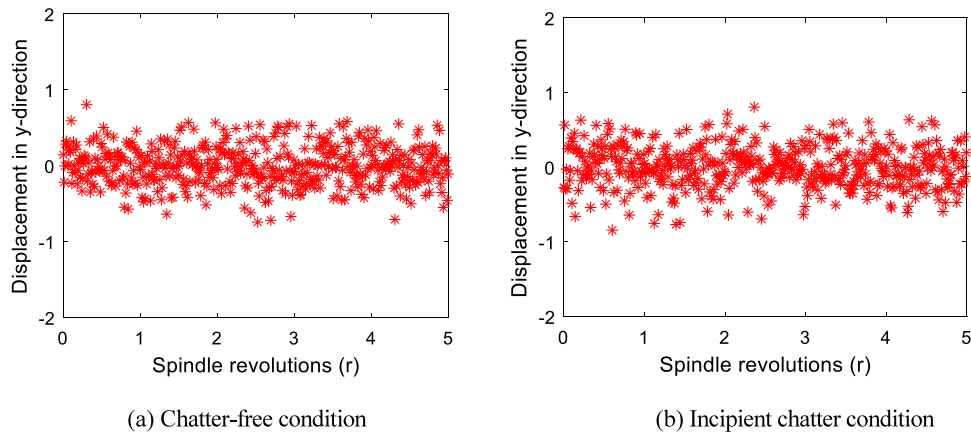 2
1
0
-1
-2
Displacement in y-direction
0 1 2 3 4 5
Spindle revolutions (r)
(a) Chatter-free condition
2
1
0
-1
-2
Displacement in y-direction
0 1 2 3 4 5
Spindle revolutions (r)
(b) Incipient chatter condition